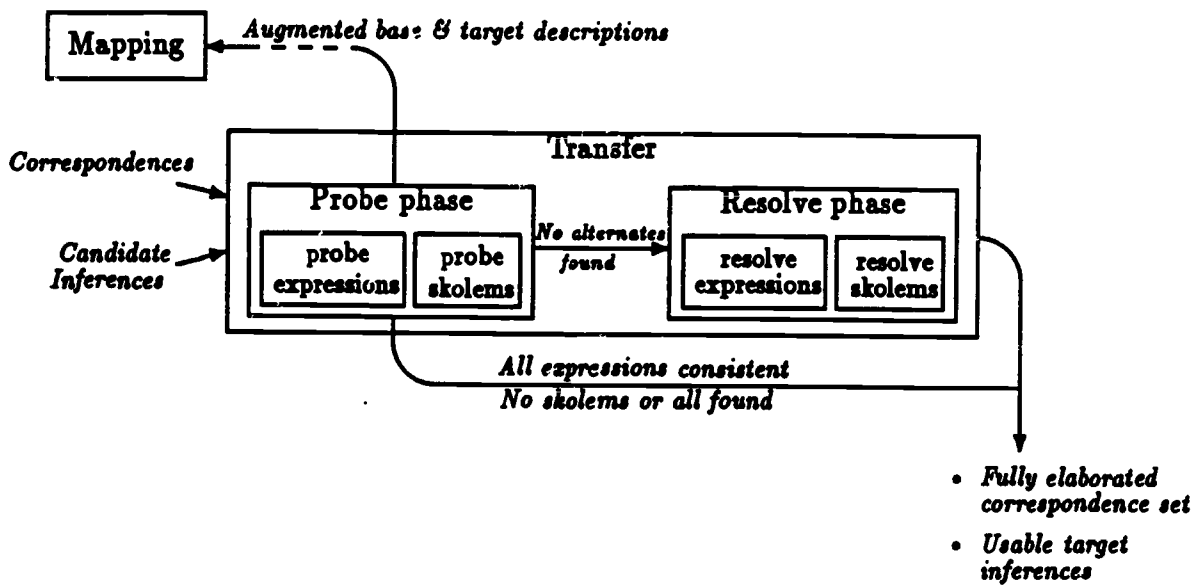 Mapping
Augmented base & target descriptions
Transfer
Correspondences
Candidate
Inferences
Probe phase
probe
expressions
probe
skolems
No alternates
found
Resolve phase
resolve
expressions
resolve
skolems
All expressions consistent
No skolems or all found
• Fully elaborated
correspondence set
• Usable target
inferences